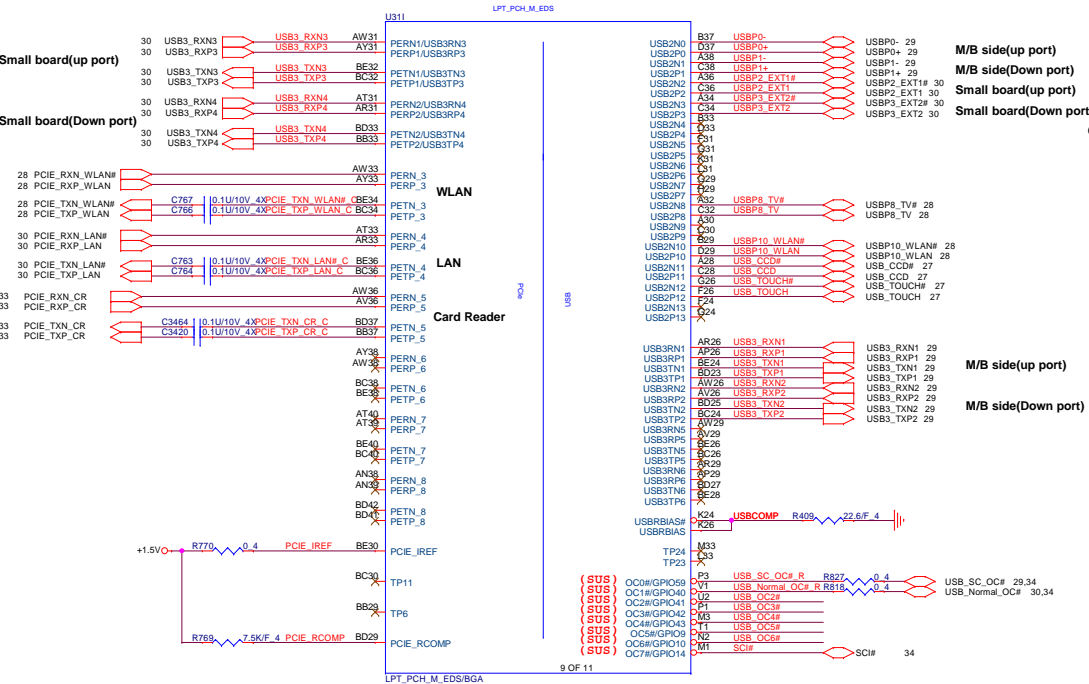 LPT_PCH_M_EDS
U31I
Small board(up port)
30 USB3_RXN3 USB3_RXN3 AW31 PERN1/USB3RN3
30 USB3_RXP3 USB3_RXP3 AY31 PERP1/USB3RP3
30 USB3_TXN3 USB3_TXN3 BE32 PETN1/USB3TN3
30 USB3_TXP3 USB3_TXP3 BC32 PETP1/USB3TP3
Small board(Down port)
30 USB3_RXN4 USB3_RXN4 AT31 PERN2/USB3RN4
30 USB3_RXP4 USB3_RXP4 AR31 PERP2/USB3RP4
30 USB3_TXN4 USB3_TXN4 BD33 PETN2/USB3TN4
30 USB3_TXP4 USB3_TXP4 BB33 PETP2/USB3TP4
28 PCIE_RXN_WLAN# AW33 PERN_3
28 PCIE_RXP_WLAN AY33 PERP_3
WLAN
28 PCIE_TXN_WLAN# C767 0.1U/10V_4X PCIE_TXN_WLAN#_C BE34 PETN_3
28 PCIE_TXP_WLAN C766 0.1U/10V_4X PCIE_TXP_WLAN_C BC34 PETP_3
30 PCIE_RXN_LAN# AT33 PERN_4
30 PCIE_RXP_LAN AR33 PERP_4
LAN
30 PCIE_TXN_LAN# C763 0.1U/10V_4X PCIE_TXN_LAN#_C BE36 PETN_4
30 PCIE_TXP_LAN C764 0.1U/10V_4X PCIE_TXP_LAN_C BC36 PETP_4
33 PCIE_RXN_CR AW36 PERN_5
33 PCIE_RXP_CR AV36 PERP_5
Card Reader
33 PCIE_TXN_CR C3464 0.1U/10V_4X PCIE_TXN_CR_C BD37 PETN_5
33 PCIE_TXP_CR C3420 0.1U/10V_4X PCIE_TXP_CR_C BB37 PETP_5
AY38 PERN_6
AW38 PERP_6
BC38 PETN_6
BE38 PETP_6
AT40 PERN_7
AT39 PERP_7
BE40 PETN_7
BC40 PETP_7
AN38 PERN_8
AN39 PERP_8
BD42 PETN_8
BD41 PETP_8
+1.5V R770 0_4 PCIE_IREF BE30 PCIE_IREF
BC30 TP11
BB29 TP6
R769 7.5K/F_4 PCIE_RCOMP BD29 PCIE_RCOMP
PCIe
USB
USB2N0 B37 USBP0- USBP0- 29
USB2P0 D37 USBP0+ USBP0+ 29
M/B side(up port)
USB2N1 A38 USBP1- USBP1- 29
USB2P1 C38 USBP1+ USBP1+ 29
M/B side(Down port)
USB2N2 A36 USBP2_EXT1# USBP2_EXT1# 30
USB2P2 C36 USBP2_EXT1 USBP2_EXT1 30
Small board(up port)
USB2N3 A34 USBP3_EXT2# USBP3_EXT2# 30
USB2P3 C34 USBP3_EXT2 USBP3_EXT2 30
Small board(Down port
USB2N4 B33
USB2P4 D33
USB2N5 F31
USB2P5 G31
USB2N6 K31
USB2P6 L31
USB2N7 G29
USB2P7 H29
USB2N8 A32 USBP8_TV# USBP8_TV# 28
USB2P8 C32 USBP8_TV USBP8_TV 28
USB2N9 A30
USB2P9 C30
USB2N10 B29 USBP10_WLAN# USBP10_WLAN# 28
USB2P10 D29 USBP10_WLAN USBP10_WLAN 28
USB2N11 A28 USB_CCD# USB_CCD# 27
USB2P11 C28 USB_CCD USB_CCD 27
USB2N12 G26 USB_TOUCH# USB_TOUCH# 27
USB2P12 F26 USB_TOUCH USB_TOUCH 27
USB2N13 F24
USB2P13 G24
USB3RN1 AR26 USB3_RXN1 USB3_RXN1 29
USB3RP1 AP26 USB3_RXP1 USB3_RXP1 29
M/B side(up port)
USB3TN1 BE24 USB3_TXN1 USB3_TXN1 29
USB3TP1 BD23 USB3_TXP1 USB3_TXP1 29
USB3RN2 AW26 USB3_RXN2 USB3_RXN2 29
USB3RP2 AV26 USB3_RXP2 USB3_RXP2 29
M/B side(Down port)
USB3TN2 BD25 USB3_TXN2 USB3_TXN2 29
USB3TP2 BC24 USB3_TXP2 USB3_TXP2 29
USB3RN5 AW29
USB3RP5 AV29
USB3TN5 BE26
USB3TP5 BC26
USB3RN6 AR29
USB3RP6 AP29
USB3TN6 BD27
USB3TP6 BE28
USBRBIAS# K24 USBCOMP R409 22.6/F_4
USBRBIAS K26
TP24 M33
TP23 L33
(SUS) OC0#/GPIO59 P3 USB_SC_OC#_R R827 0_4 USB_SC_OC# 29,34
(SUS) OC1#/GPIO40 V1 USB_Normal_OC#_R R818 0_4 USB_Normal_OC# 30,34
(SUS) OC2#/GPIO41 U2 USB_OC2#
(SUS) OC3#/GPIO42 P1 USB_OC3#
(SUS) OC4#/GPIO43 M3 USB_OC4#
(SUS) OC5#/GPIO9 T1 USB_OC5#
(SUS) OC6#/GPIO10 N2 USB_OC6#
(SUS) OC7#/GPIO14 M1 SCI# SCI# 34
9 OF 11
LPT_PCH_M_EDS/BGA